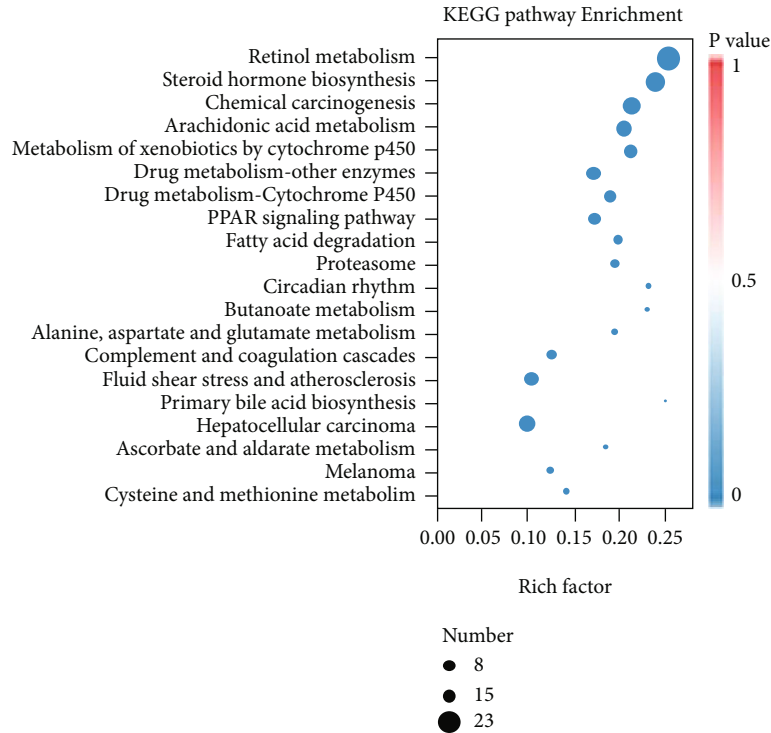 KEGG pathway Enrichment
P value
1
0.5
0
Retinol metabolism
Steroid hormone biosynthesis
Chemical carcinogenesis
Arachidonic acid metabolism
Metabolism of xenobiotics by cytochrome p450
Drug metabolism-other enzymes
Drug metabolism-Cytochrome P450
PPAR signaling pathway
Fatty acid degradation
Proteasome
Circadian rhythm
Butanoate metabolism
Alanine, aspartate and glutamate metabolism
Complement and coagulation cascades
Fluid shear stress and atherosclerosis
Primary bile acid biosynthesis
Hepatocellular carcinoma
Ascorbate and aldarate metabolism
Melanoma
Cysteine and methionine metabolim
0.00 0.05 0.10 0.15 0.20 0.25
Rich factor
Number
8
15
23